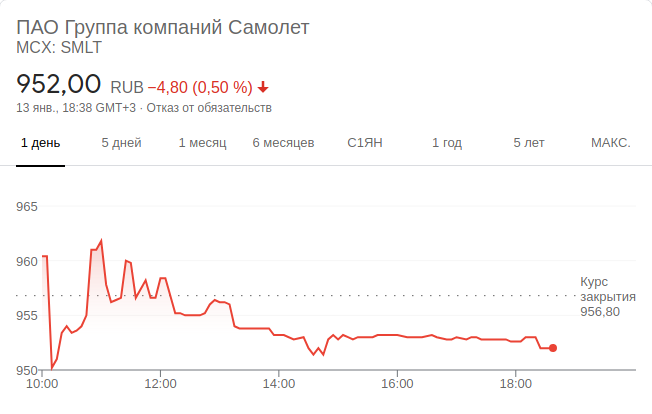 ПАО Группа компаний Самолет
MCX: SMLT
952,00 RUB −4,80 (0,50 %)
13 янв., 18:38 GMT+3 · Отказ от обязательств
1 день 5 дней 1 месяц 6 месяцев С1ЯН 1 год 5 лет МАКС.
965
960
Курс
закрытия
956,80
955
950
10:00 12:00 14:00 16:00 18:00